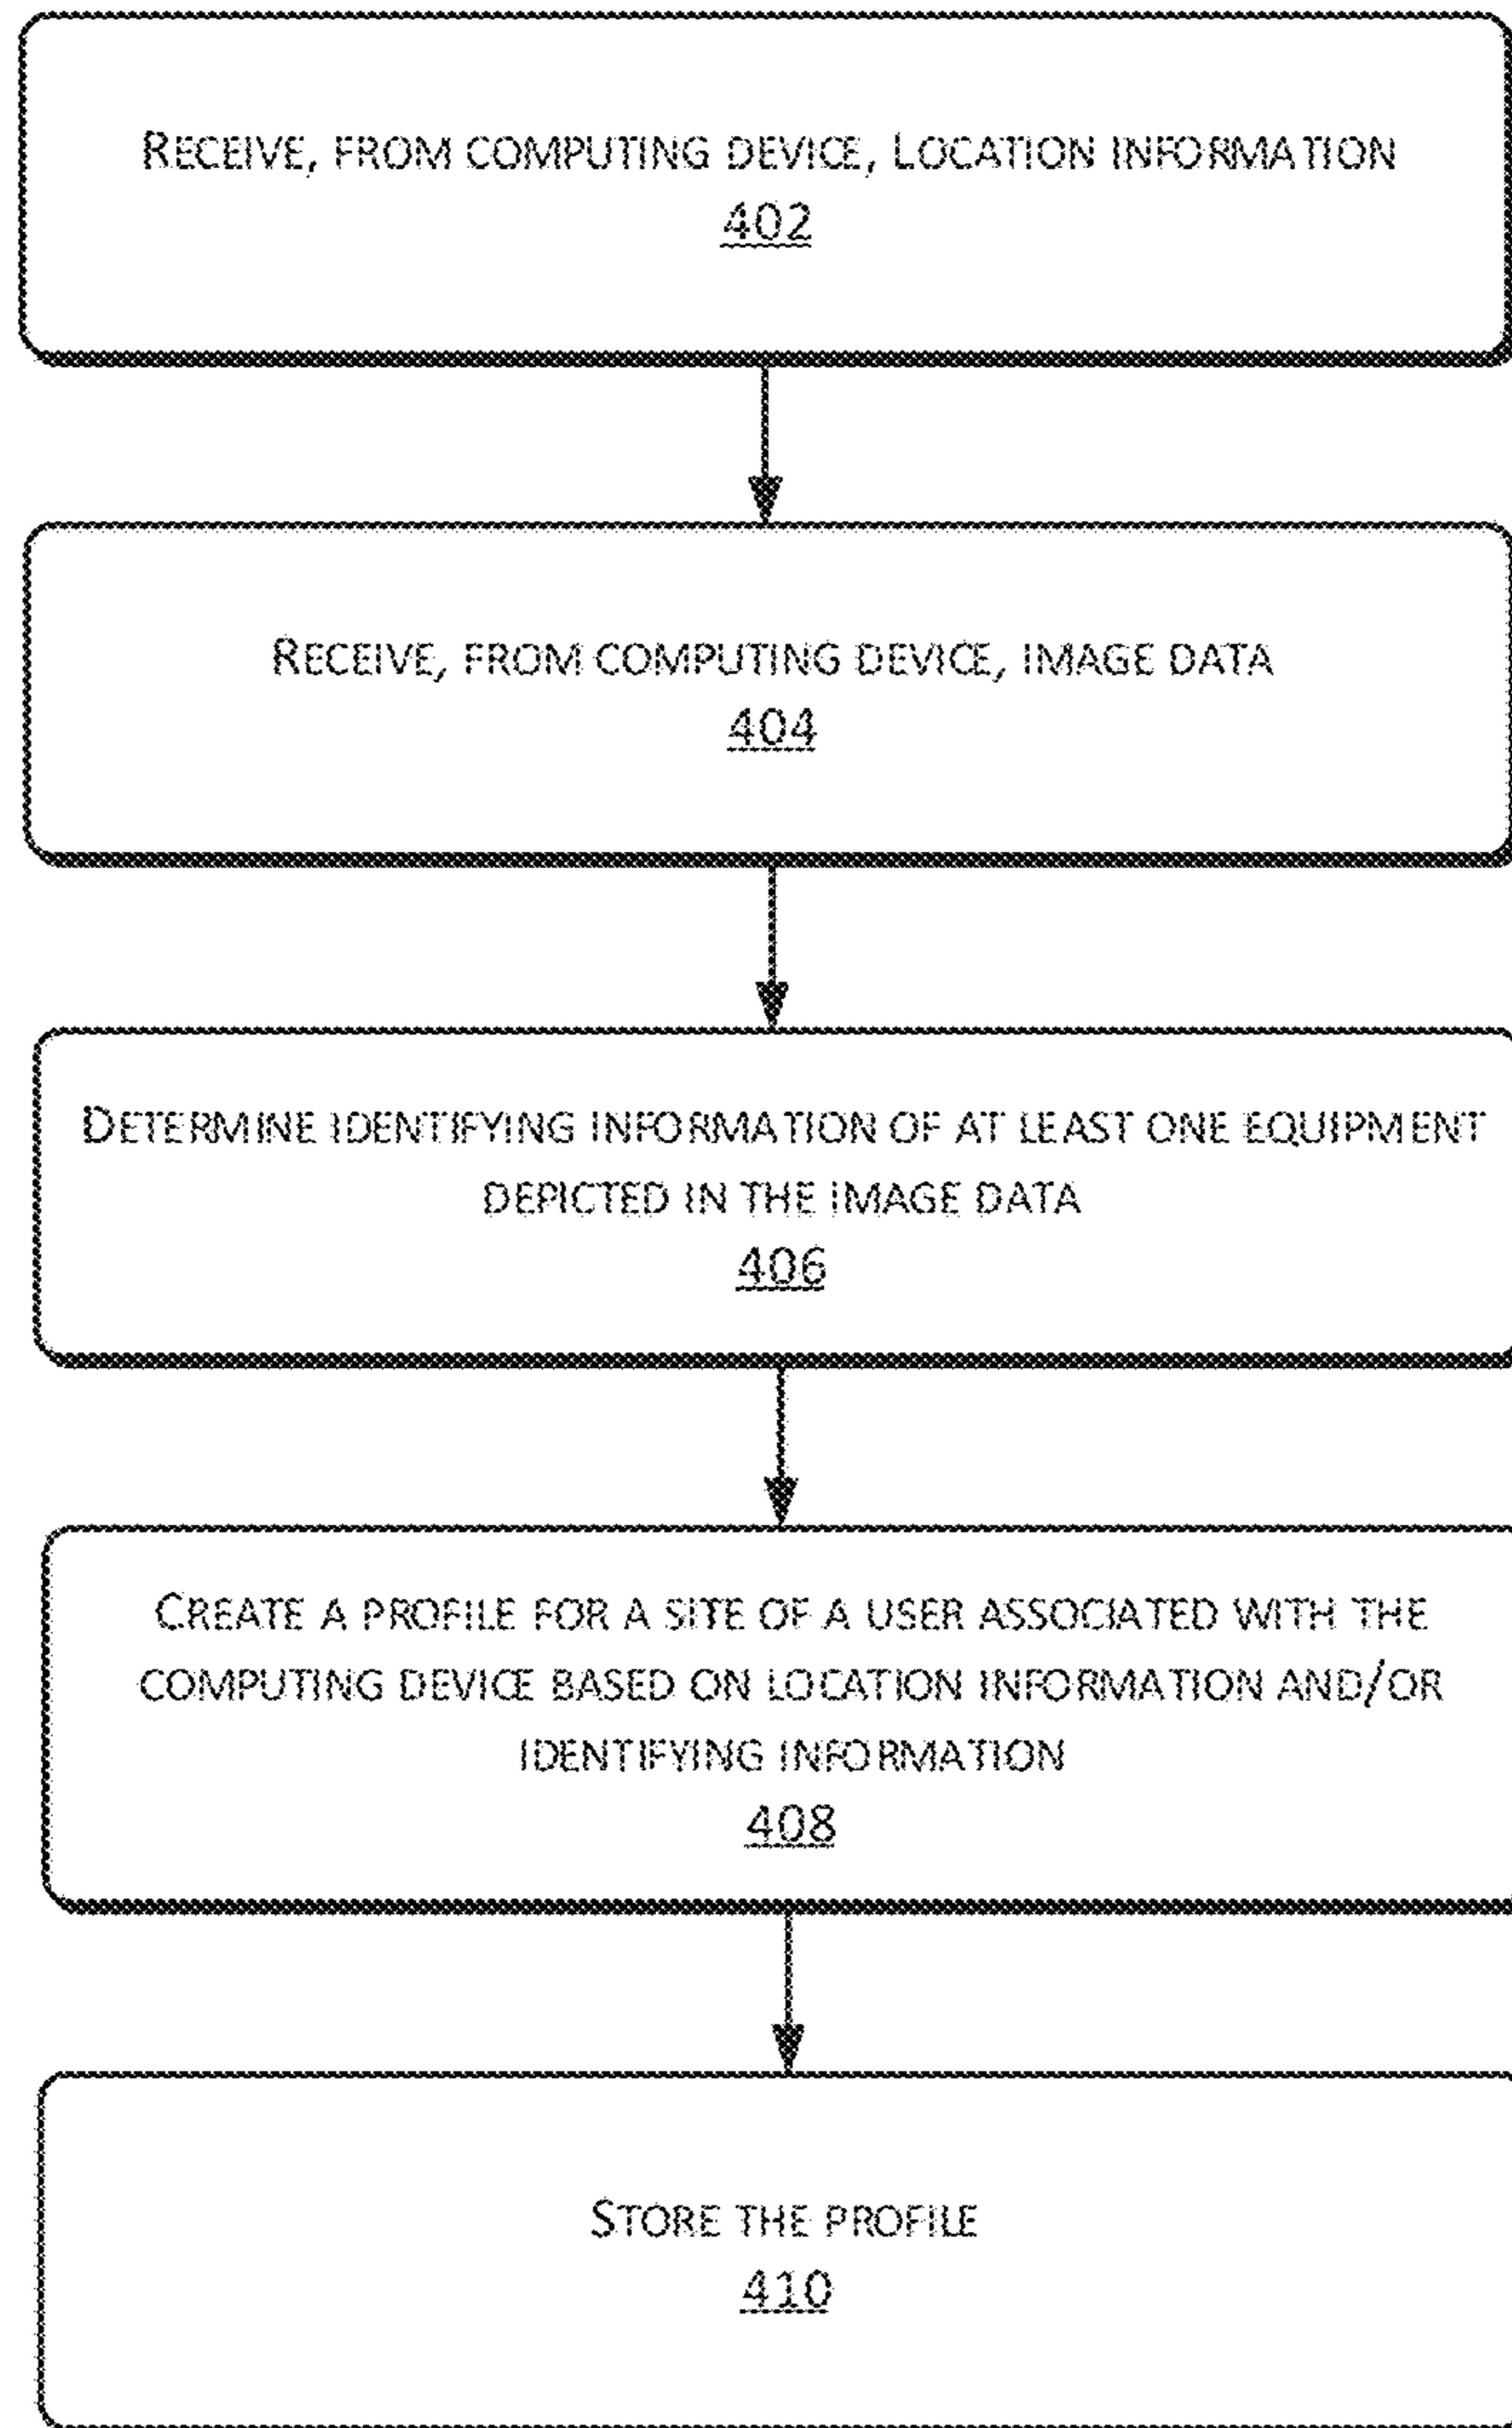 RECEIVE, FROM COMPUTING DEVICE, LOCATION INFORMATION
402
RECEIVE, FROM COMPUTING DEVICE, IMAGE DATA
404
DETERMINE IDENTIFYING INFORMATION OF AT LEAST ONE EQUIPMENT
DEPICTED IN THE IMAGE DATA
406
CREATE A PROFILE FOR A SITE OF A USER ASSOCIATED WITH THE
COMPUTING DEVICE BASED ON LOCATION INFORMATION AND/OR
IDENTIFYING INFORMATION
408
STORE THE PROFILE
410